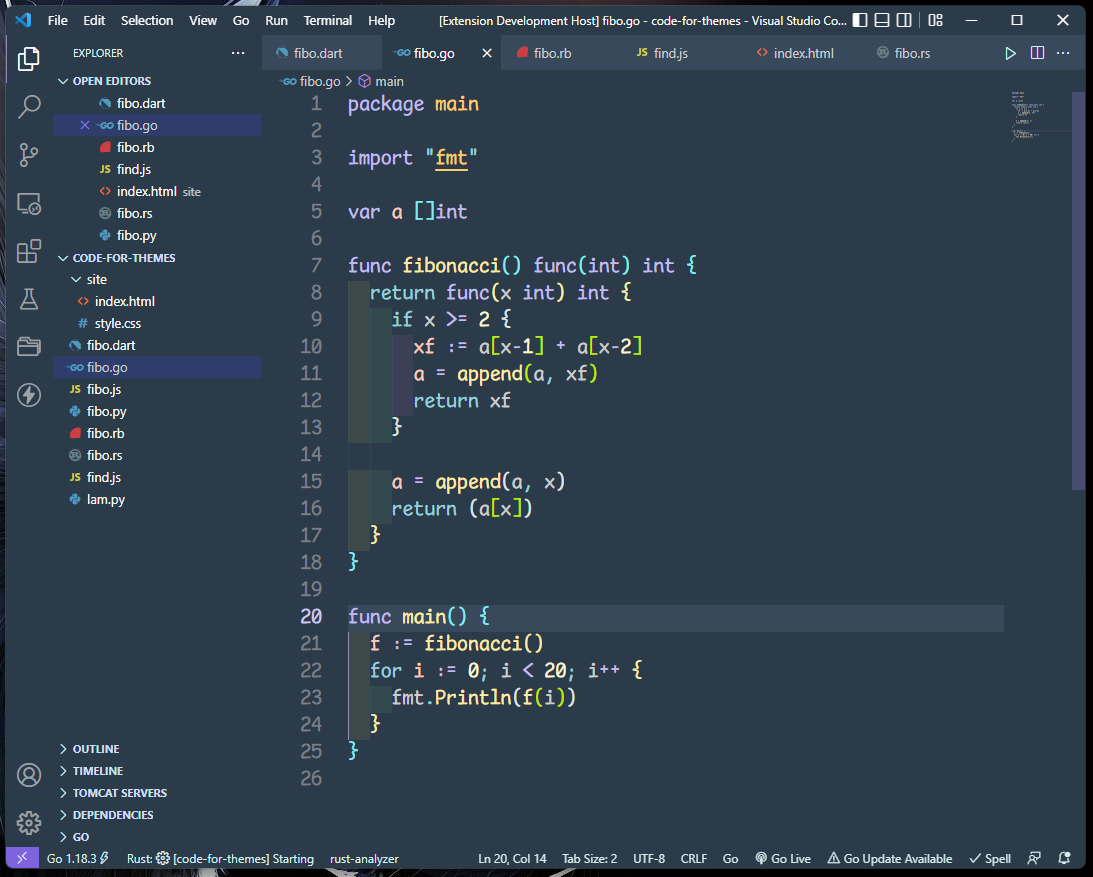 File Edit Selection View Go Run Terminal Help [Extension Development Host] fibo.go - code-for-themes - Visual Studio Co...
EXPLORER
OPEN EDITORS
fibo.dart
fibo.go
fibo.rb
find.js
index.html site
fibo.rs
fibo.py
CODE-FOR-THEMES
site
index.html
style.css
fibo.dart
fibo.go
JS fibo.js
fibo.py
fibo.rb
fibo.rs
JS find.js
lam.py
OUTLINE
TIMELINE
TOMCAT SERVERS
DEPENDENCIES
GO
fibo.dart fibo.go fibo.rb JS find.js index.html fibo.rs
fibo.go > main
1 package main
2
3 import "fmt"
4
5 var a []int
6
7 func fibonacci() func(int) int {
8 return func(x int) int {
9 if x >= 2 {
10 xf := a[x-1] + a[x-2]
11 a = append(a, xf)
12 return xf
13 }
14
15 a = append(a, x)
16 return (a[x])
17 }
18 }
19
20 func main() {
21 f := fibonacci()
22 for i := 0; i < 20; i++ {
23 fmt.Println(f(i))
24 }
25 }
26
Go 1.18.3 Rust: [code-for-themes] Starting rust-analyzer Ln 20, Col 14 Tab Size: 2 UTF-8 CRLF Go Go Live Go Update Available Spell